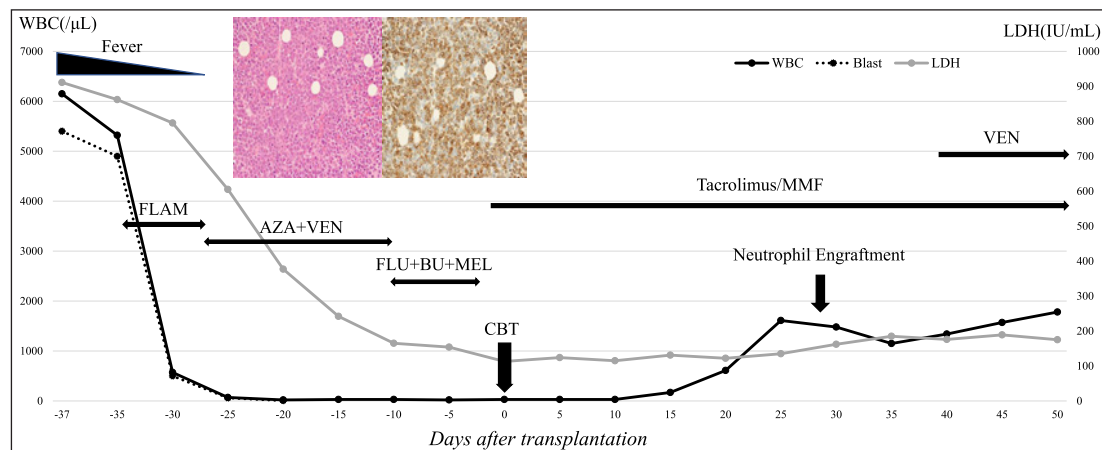 WBC(/μL)
LDH(IU/mL)
Fever
7000
6000
5000
4000
3000
2000
1000
0
1000
900
800
700
600
500
400
300
200
100
0
WBC Blast LDH
VEN
Tacrolimus/MMF
FLAM
AZA+VEN
FLU+BU+MEL
Neutrophil Engraftment
CBT
-37 -35 -30 -25 -20 -15 -10 -5 0 5 10 15 20 25 30 35 40 45 50
Days after transplantation